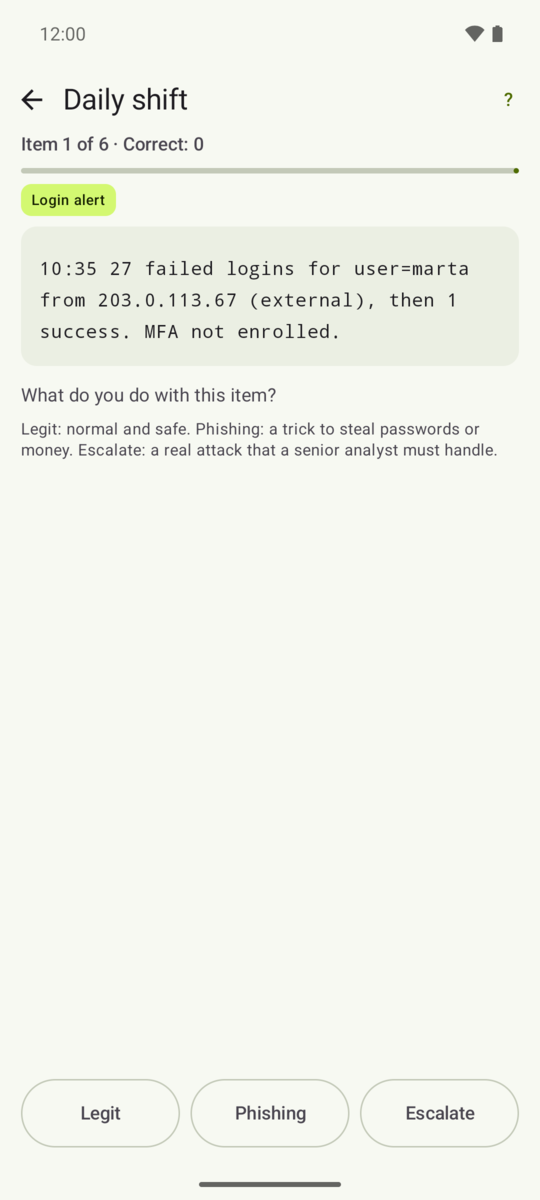 12:00
Daily shift
?
Item 1 of 6 · Correct: 0
Login alert
10:35 27 failed logins for user=marta
from 203.0.113.67 (external), then 1
success. MFA not enrolled.
What do you do with this item?
Legit: normal and safe. Phishing: a trick to steal passwords or
money. Escalate: a real attack that a senior analyst must handle.
Legit
Phishing
Escalate